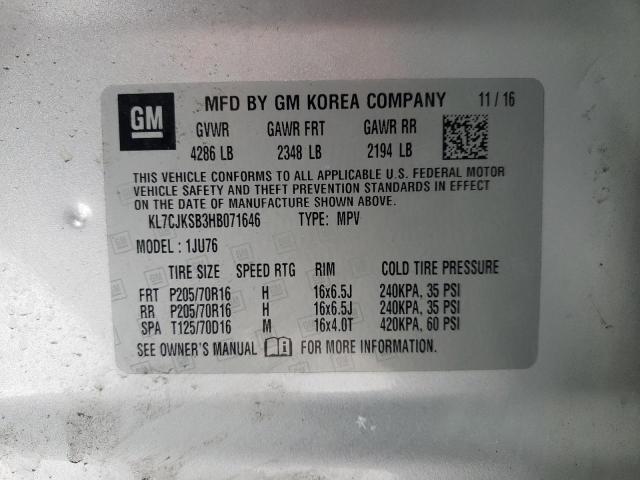 GM MFD BY GM KOREA COMPANY 11/16
GVWR GAWR FRT GAWR RR
4286 LB 2348 LB 2194 LB
THIS VEHICLE CONFORMS TO ALL APPLICABLE U.S. FEDERAL MOTOR
VEHICLE SAFETY AND THEFT PREVENTION STANDARDS IN EFFECT
ON THE DATE OF MANUFACTURE SHOWN ABOVE.
KL7CJKSB3HB071646 TYPE: MPV
MODEL: 1JU76
TIRE SIZE SPEED RTG RIM COLD TIRE PRESSURE
FRT P205/70R16 H 16x6.5J 240KPA, 35 PSI
RR P205/70R16 H 16x6.5J 240KPA, 35 PSI
SPA T125/70D16 M 16x4.0T 420KPA, 60 PSI
SEE OWNER'S MANUAL FOR MORE INFORMATION.